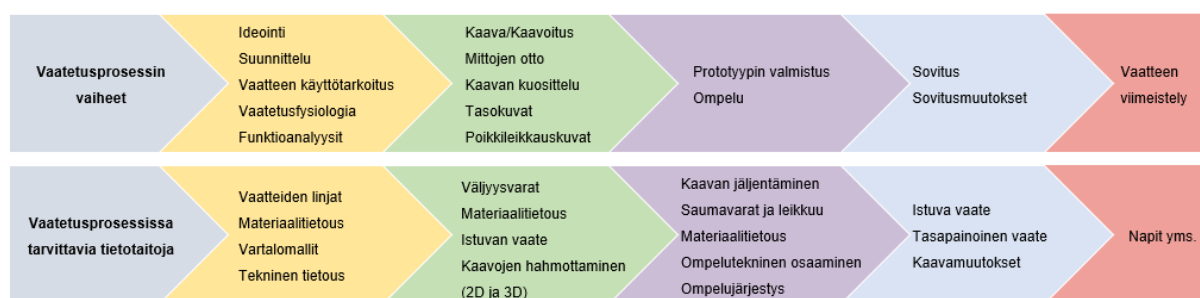 Vaatetusprosessin
vaiheet
Ideointi
Suunnittelu
Vaatteen käyttötarkoitus
Vaatetusfysiologia
Funktioanalyysit
Kaava/Kaavoitus
Mittojen otto
Kaavan kuosittelu
Tasokuvat
Poikkileikkauskuvat
Prototyypin valmistus
Ompelu
Sovitus
Sovitusmuutokset
Vaatteen
viimeistely
Vaatetusprosessissa
tarvittavia tietotaitoja
Vaatteiden linjat
Materiaalitietous
Vartalomallit
Tekninen tietous
Väljyysvarat
Materiaalitietous
Istuvan vaate
Kaavojen hahmottaminen
(2D ja 3D)
Kaavan jäljentäminen
Saumavarat ja leikkuu
Materiaalitietous
Ompelutekninen osaaminen
Ompelujärjestys
Istuva vaate
Tasapainoinen vaate
Kaavamuutokset
Napit yms.